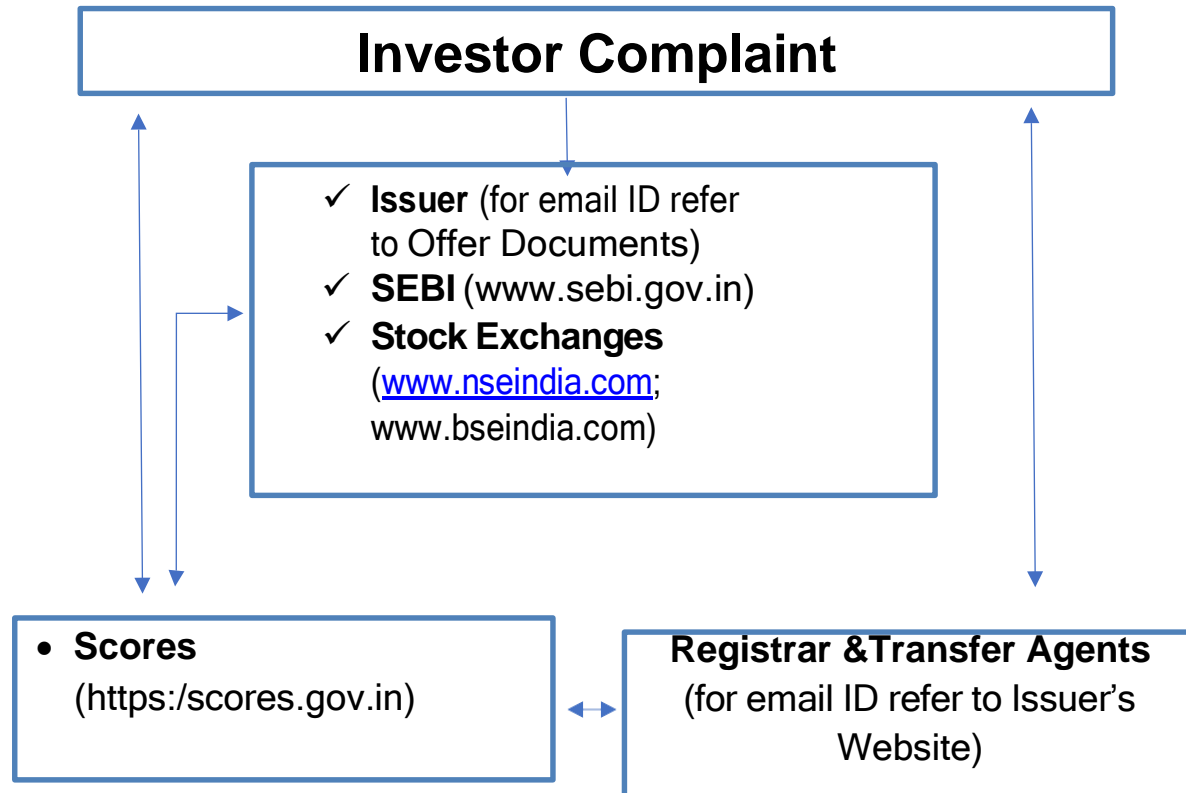 Investor Complaint
✓ Issuer (for email ID refer
to Offer Documents)
✓ SEBI (www.sebi.gov.in)
✓ Stock Exchanges
(www.nseindia.com;
www.bseindia.com)
• Scores
(https:/scores.gov.in)
Registrar &Transfer Agents
(for email ID refer to Issuer’s
Website)